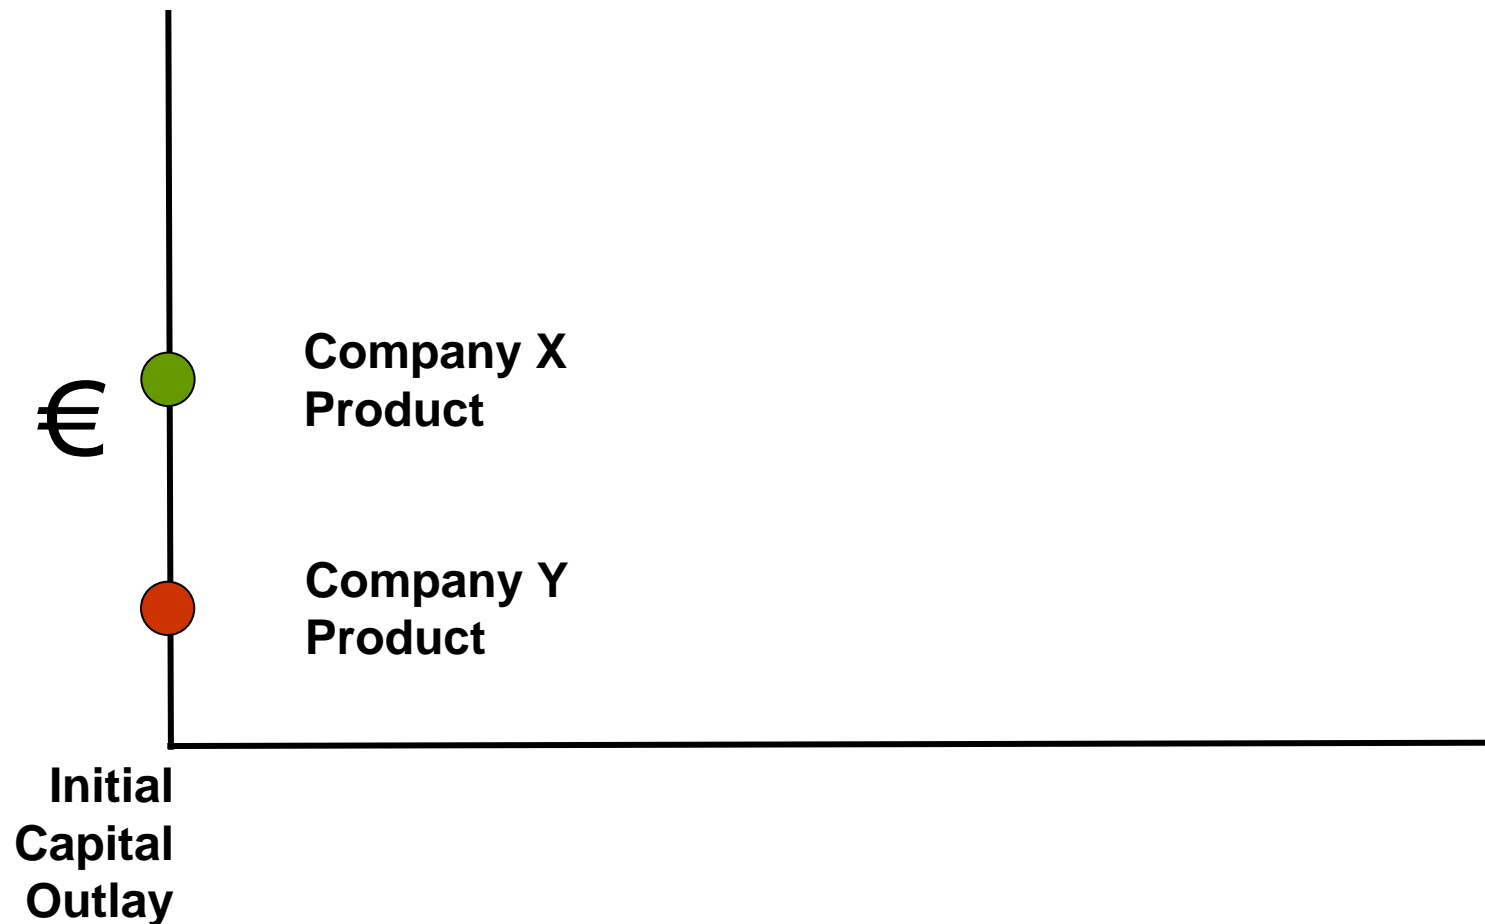 Company X
Product
€
Company Y
Product
Initial
Capital
Outlay